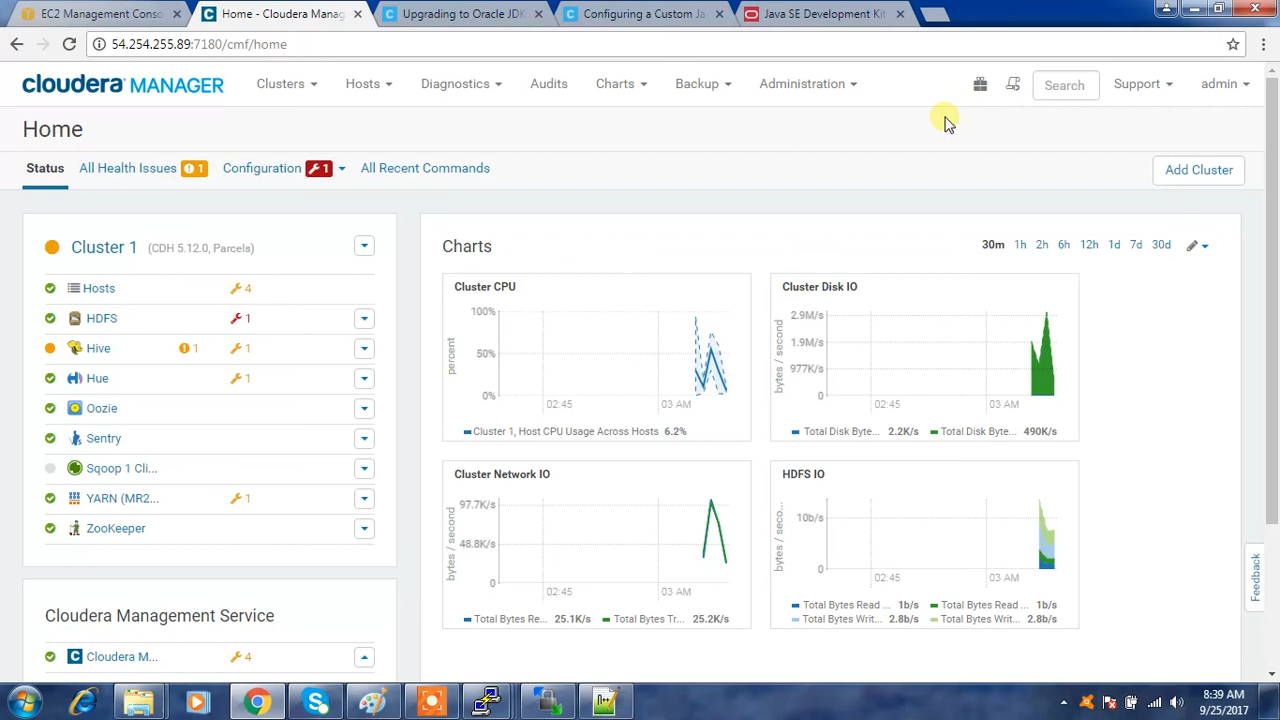 EC2 Management Conso
Home - Cloudera Manag
Upgrading to Oracle JDK
Configuring a Custom Ja
Java SE Development Kit
54.254.255.89:7180/cmf/home
cloudera MANAGER
Clusters
Hosts
Diagnostics
Audits
Charts
Backup
Administration
Search
Support
admin
Home
Status
All Health Issues 1
Configuration 1
All Recent Commands
Add Cluster
Cluster 1 (CDH 5.12.0, Parcels)
Hosts 4
HDFS 1
Hive 1 1
Hue 1
Oozie
Sentry
Sqoop 1 Cli...
YARN (MR2... 1
ZooKeeper
Cloudera Management Service
Cloudera M... 4
Charts
30m 1h 2h 6h 12h 1d 7d 30d
Cluster CPU
percent
100%
50%
0%
02:45
03 AM
Cluster 1, Host CPU Usage Across Hosts 6.2%
Cluster Disk IO
bytes / second
2.9M/s
1.9M/s
977K/s
0
02:45
03 AM
Total Disk Byte... 2.2K/s
Total Disk Byte... 490K/s
Cluster Network IO
bytes / second
97.7K/s
48.8K/s
0
02:45
03 AM
Total Bytes Re... 25.1K/s
Total Bytes Tr... 25.2K/s
HDFS IO
bytes / seco...
10b/s
0
02:45
03 AM
Total Bytes Read ... 1b/s
Total Bytes Read ... 1b/s
Total Bytes Writ... 2.8b/s
Total Bytes Writ... 2.8b/s
Feedback
8:39 AM
9/25/2017